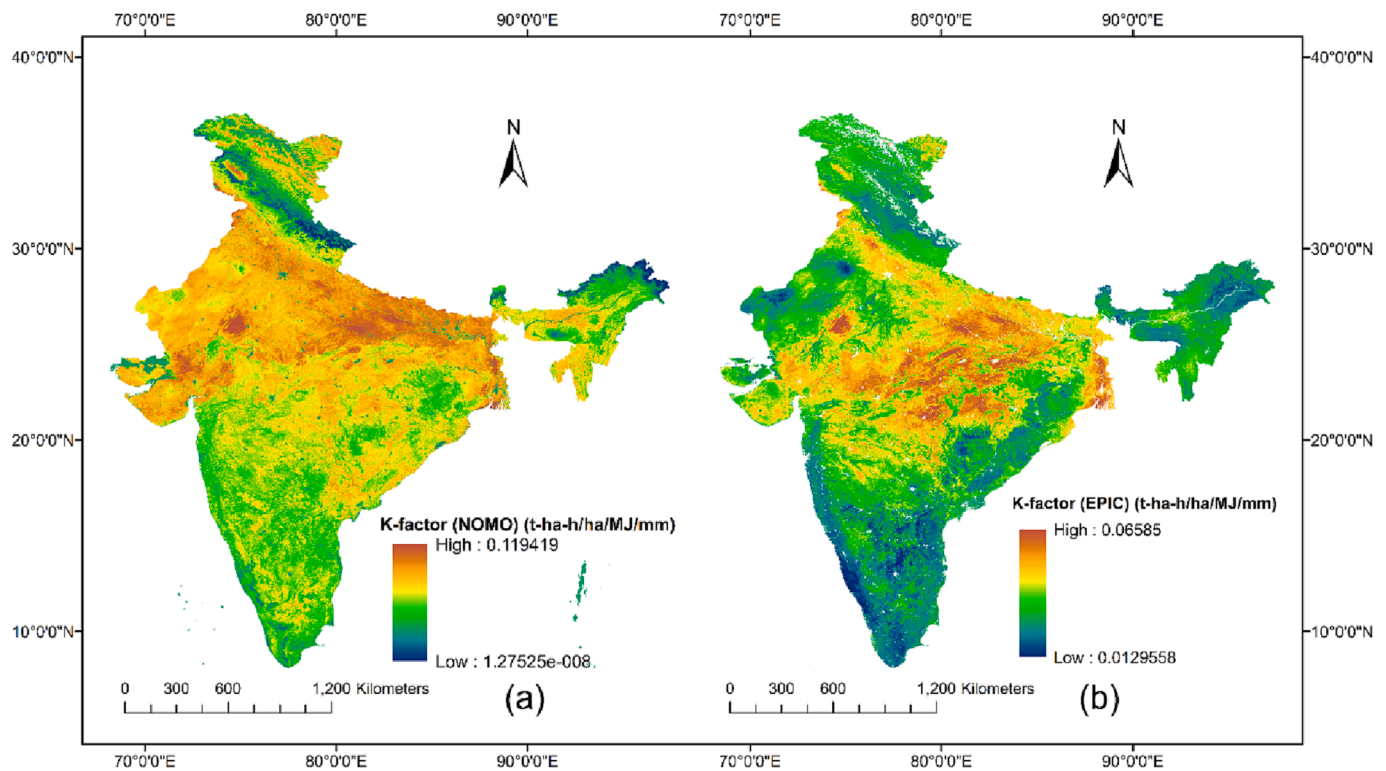 70°0'0"E 80°0'0"E 90°0'0"E 70°0'0"E 80°0'0"E 90°0'0"E
40°0'0"N 40°0'0"N
N N
30°0'0"N 30°0'0"N
20°0'0"N 20°0'0"N
K-factor (NOMO) (t-ha-h/ha/MJ/mm)
High : 0.119419
Low : 1.27525e-008
K-factor (EPIC) (t-ha-h/ha/MJ/mm)
High : 0.06585
Low : 0.0129558
10°0'0"N 10°0'0"N
0 300 600 1,200 Kilometers
(a)
0 300 600 1,200 Kilometers
(b)
70°0'0"E 80°0'0"E 90°0'0"E 70°0'0"E 80°0'0"E 90°0'0"E